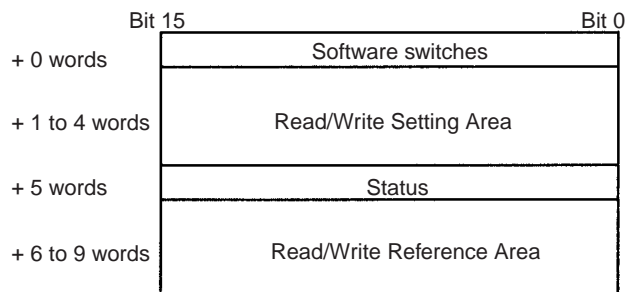 Bit 15 Bit 0
+ 0 words Software switches
+ 1 to 4 words Read/Write Setting Area
+ 5 words Status
+ 6 to 9 words Read/Write Reference Area